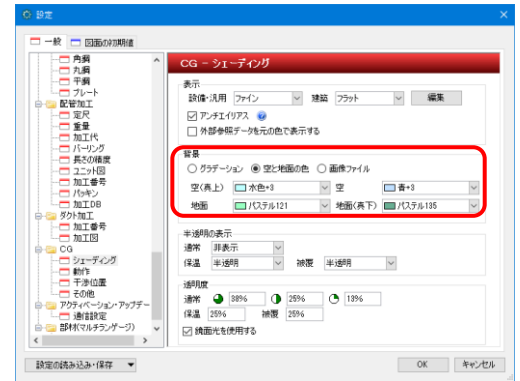 設定
一般 図面の初期値
角鋼
丸鋼
平鋼
プレート
配管加工
定尺
重量
加工代
バーリング
長さの精度
ユニット図
加工番号
パッキン
加工DB
ダクト加工
加工番号
加工図
CG
シェーディング
動作
干渉位置
その他
アクティベーション・アップデー
通信設定
部材(マルチランゲージ)
CG - シェーディング
表示
設備・汎用 ファイン 建築 フラット 編集
アンチエイリアス
外部参照データを元の色で表示する
背景
グラデーション 空と地面の色 画像ファイル
空(真上) 水色+3 空 青+3
地面 パステル121 地面(真下) パステル135
半透明の表示
通常 非表示
保温 半透明 被覆 半透明
透明度
通常 38% 25% 13%
保温 25% 被覆 25%
鏡面光を使用する
設定の読み込み・保存 OK キャンセル